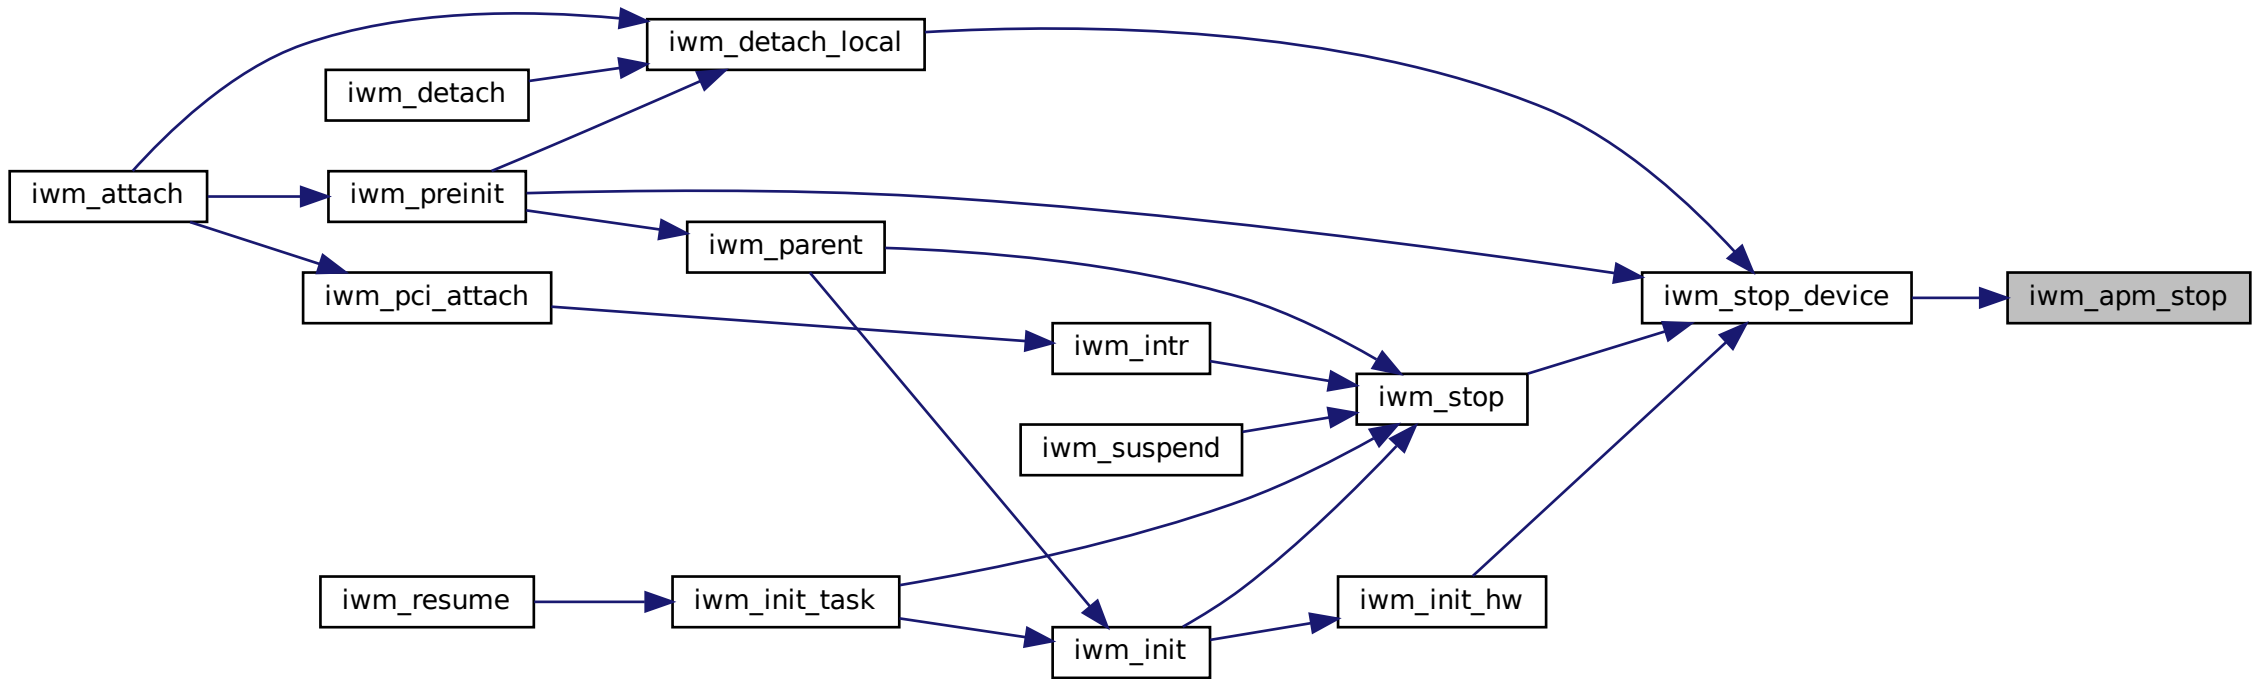 iwm_detach_local
iwm_detach
iwm_attach
iwm_preinit
iwm_parent
iwm_pci_attach
iwm_stop_device
iwm_apm_stop
iwm_intr
iwm_stop
iwm_suspend
iwm_resume
iwm_init_task
iwm_init_hw
iwm_init